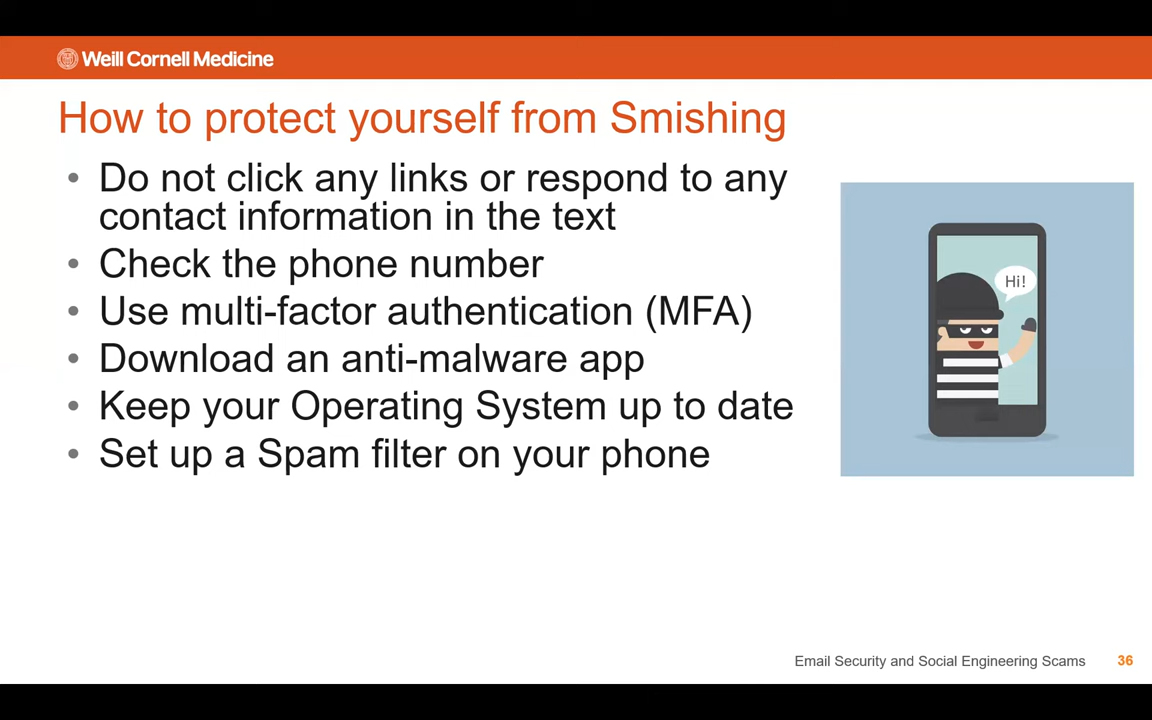 Weill Cornell Medicine
How to protect yourself from Smishing
• Do not click any links or respond to any
contact information in the text
• Check the phone number
• Use multi-factor authentication (MFA)
• Download an anti-malware app
• Keep your Operating System up to date
• Set up a Spam filter on your phone
Hi!
Email Security and Social Engineering Scams 36